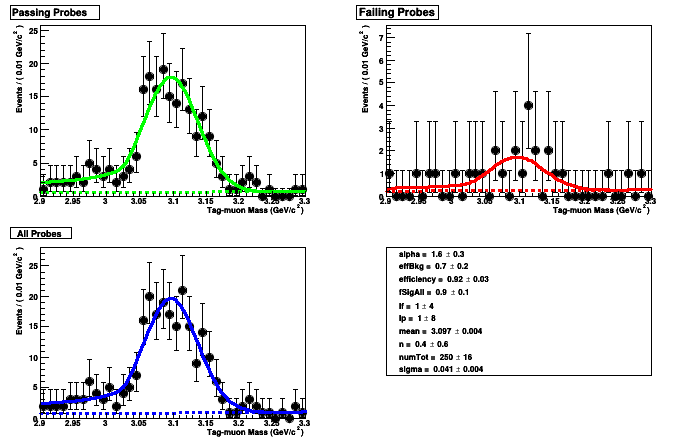 Passing Probes
Events / ( 0.01 GeV/c² )
25
20
15
10
5
0
2.9 2.95 3 3.05 3.1 3.15 3.2 3.25 3.3
Tag-muon Mass (GeV/c²)
Failing Probes
Events / ( 0.01 GeV/c² )
7
6
5
4
3
2
1
0
2.9 2.95 3 3.05 3.1 3.15 3.2 3.25 3.3
Tag-muon Mass (GeV/c²)
All Probes
Events / ( 0.01 GeV/c² )
25
20
15
10
5
0
2.9 2.95 3 3.05 3.1 3.15 3.2 3.25 3.3
Tag-muon Mass (GeV/c²)
alpha = 1.6 ± 0.3
effBkg = 0.7 ± 0.2
efficiency = 0.92 ± 0.03
fSigAll = 0.9 ± 0.1
lf = 1 ± 4
lp = 1 ± 8
mean = 3.097 ± 0.004
n = 0.4 ± 0.6
numTot = 250 ± 16
sigma = 0.041 ± 0.004